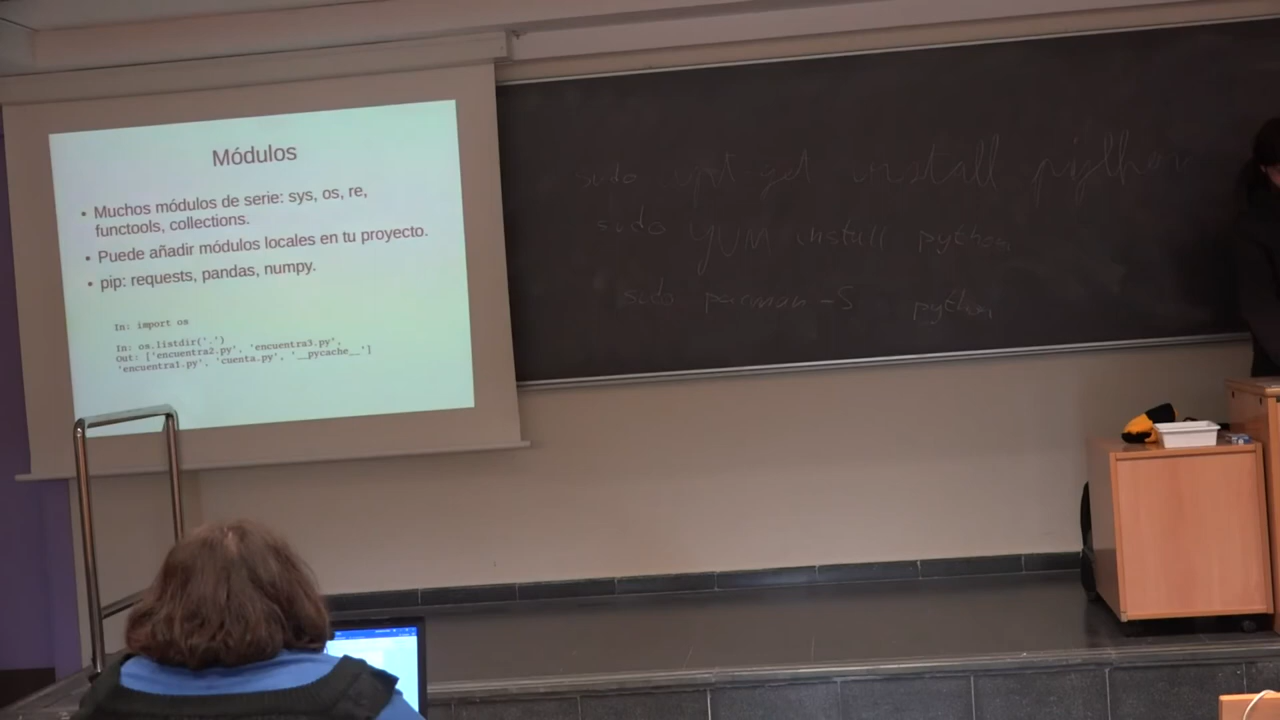 Módulos
• Muchos módulos de serie: sys, os, re,
functools, collections.
• Puede añadir módulos locales en tu proyecto.
• pip: requests, pandas, numpy.
In: import os
In: os.listdir('.')
Out: ['encuentra2.py', 'encuentra3.py',
'encuentra1.py', 'cuenta.py', '__pycache__']
sudo apt-get install python
sudo YUM install python
sudo pacman -S python